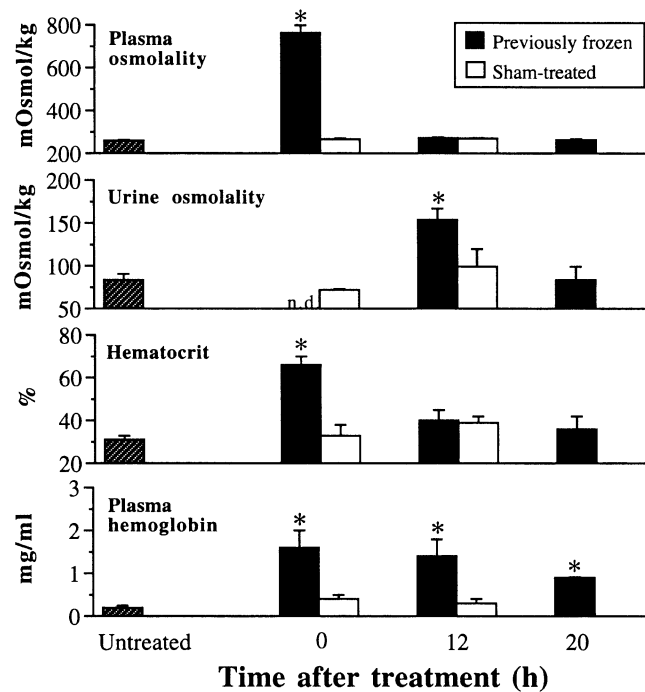 Plasma
osmolality
mOsmol/kg
800
600
400
200
*
Previously frozen
Sham-treated
Urine osmolality
mOsmol/kg
200
150
100
50
n.d
*
Hematocrit
%
80
60
40
20
*
Plasma
hemoglobin
mg/ml
3
2
1
0
*
*
*
Untreated 0 12 20
Time after treatment (h)